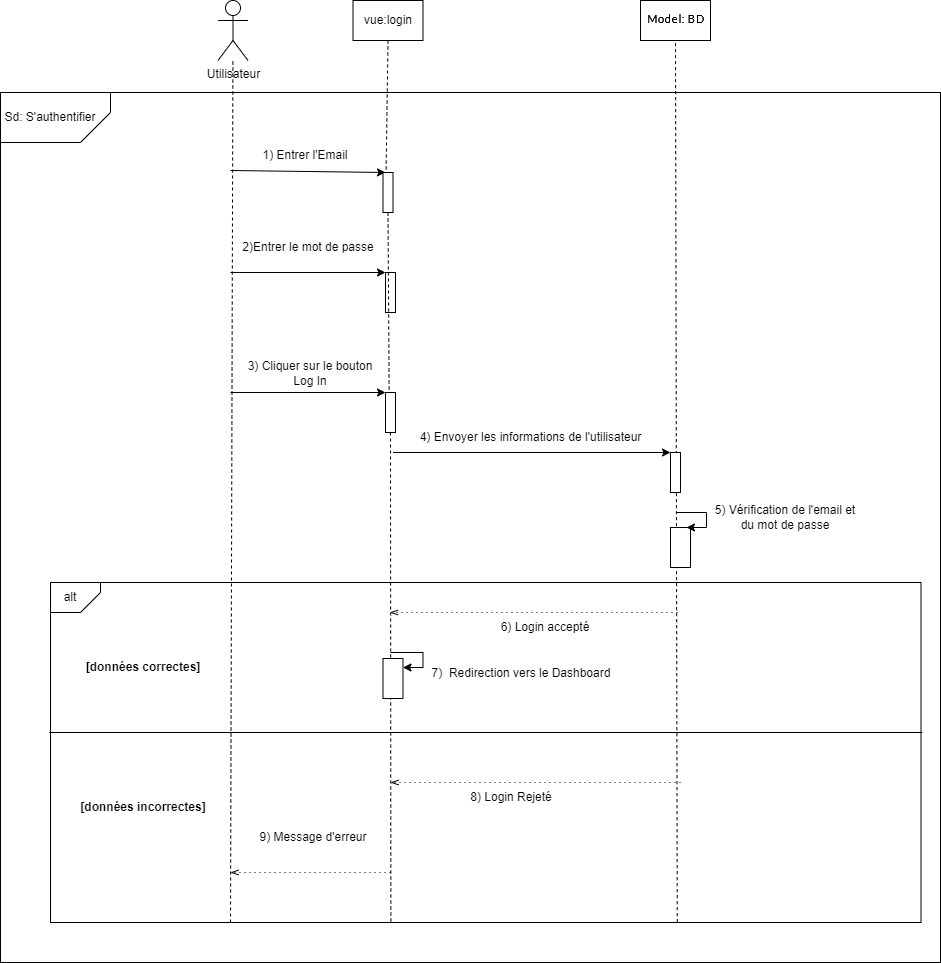 vue:login
Model: BD
Utilisateur
Sd: S'authentifier
1) Entrer l'Email
2)Entrer le mot de passe
3) Cliquer sur le bouton
Log In
4) Envoyer les informations de l'utilisateur
5) Vérification de l'email et
du mot de passe
alt
6) Login accepté
[données correctes]
7) Redirection vers le Dashboard
8) Login Rejeté
[données incorrectes]
9) Message d'erreur